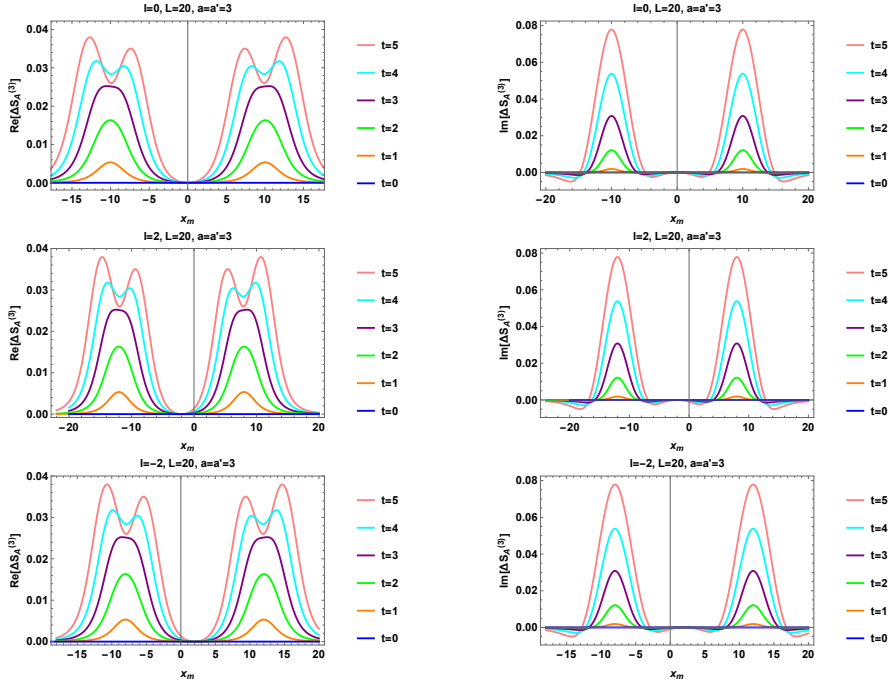 l=0, L=20, a=a'=3
Re[ΔS_A^(3)]
0.04
0.03
0.02
0.01
0.00
−15 −10 −5 0 5 10 15
x_m
t=5
t=4
t=3
t=2
t=1
t=0
l=0, L=20, a=a'=3
Im[ΔS_A^(3)]
0.08
0.06
0.04
0.02
0.00
−20 −10 0 10 20
x_m
t=5
t=4
t=3
t=2
t=1
t=0
l=2, L=20, a=a'=3
Re[ΔS_A^(3)]
0.04
0.03
0.02
0.01
0.00
−20 −10 0 10 20
x_m
t=5
t=4
t=3
t=2
t=1
t=0
l=2, L=20, a=a'=3
Im[ΔS_A^(3)]
0.08
0.06
0.04
0.02
0.00
−20 −10 0 10 20
x_m
t=5
t=4
t=3
t=2
t=1
t=0
l=−2, L=20, a=a'=3
Re[ΔS_A^(3)]
0.04
0.03
0.02
0.01
0.00
−15 −10 −5 0 5 10 15 20
x_m
t=5
t=4
t=3
t=2
t=1
t=0
l=−2, L=20, a=a'=3
Im[ΔS_A^(3)]
0.08
0.06
0.04
0.02
0.00
−15 −10 −5 0 5 10 15 20
x_m
t=5
t=4
t=3
t=2
t=1
t=0